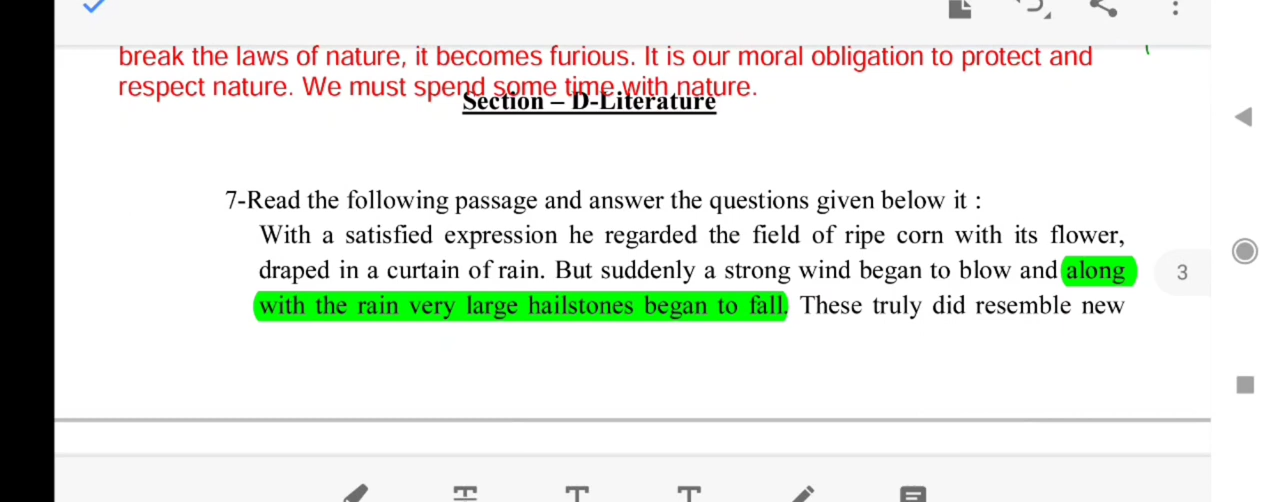 break the laws of nature, it becomes furious. It is our moral obligation to protect and
respect nature. We must spend some time with nature.
Section – D-Literature
7-Read the following passage and answer the questions given below it :
With a satisfied expression he regarded the field of ripe corn with its flower,
draped in a curtain of rain. But suddenly a strong wind began to blow and along
3
with the rain very large hailstones began to fall. These truly did resemble new